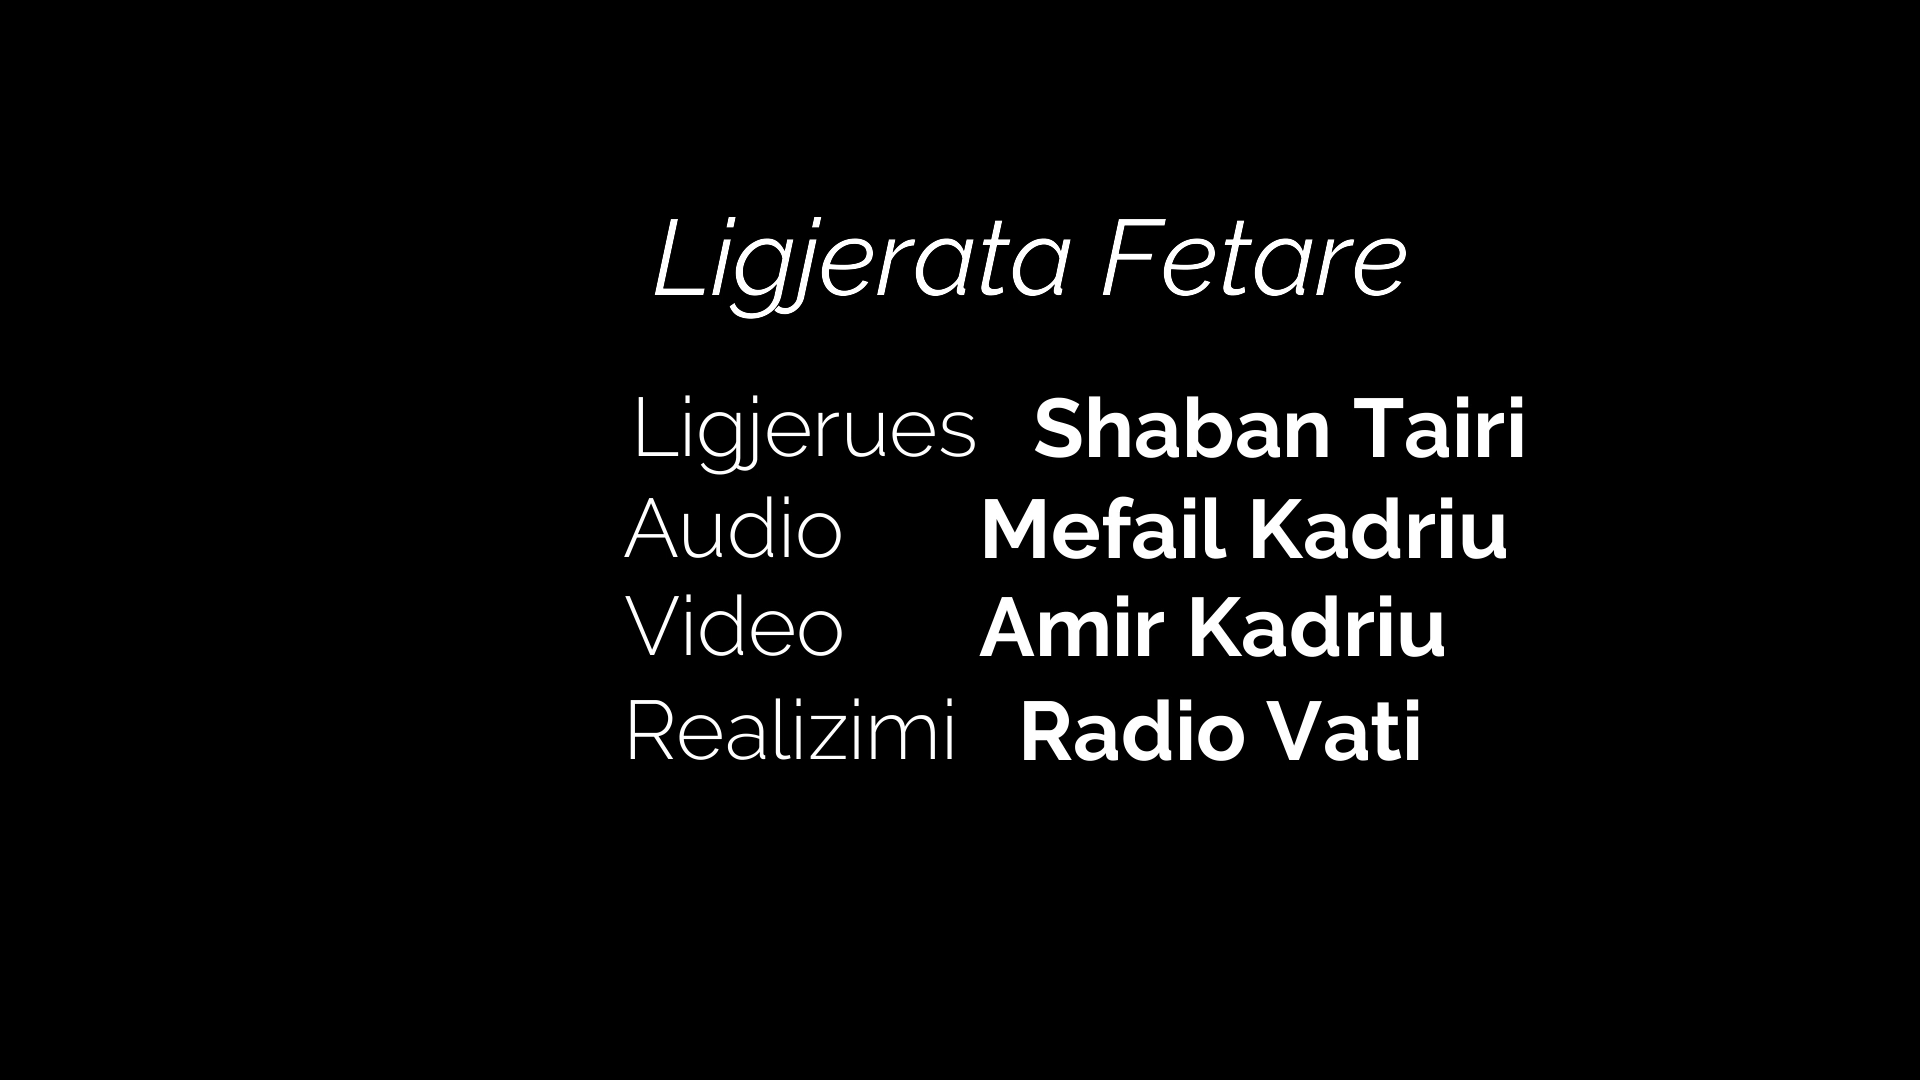 Ligjerata Fetare
Ligjerues Shaban Tairi
Audio Mefail Kadriu
Video Amir Kadriu
Realizimi Radio Vati